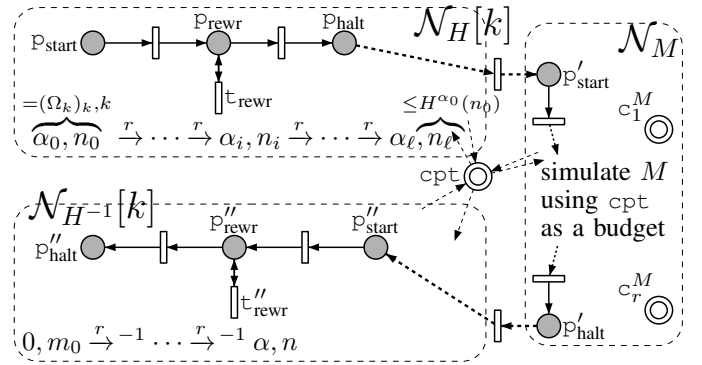 𝒩_H[k]
p_start p_rewr p_halt
t_rewr
=(Ω_k)_k, k ≤H^{α_0}(n_0)
α_0, n_0 →^r ⋯ →^r α_i, n_i →^r ⋯ →^r α_ℓ, n_ℓ
𝒩_M
p′_start
c_1^M
cpt
simulate M
using cpt
as a budget
c_r^M
p′_halt
𝒩_{H^{-1}}[k]
p″_halt p″_rewr p″_start
t″_rewr
0, m_0 →^r ^{-1} ⋯ →^r ^{-1} α, n